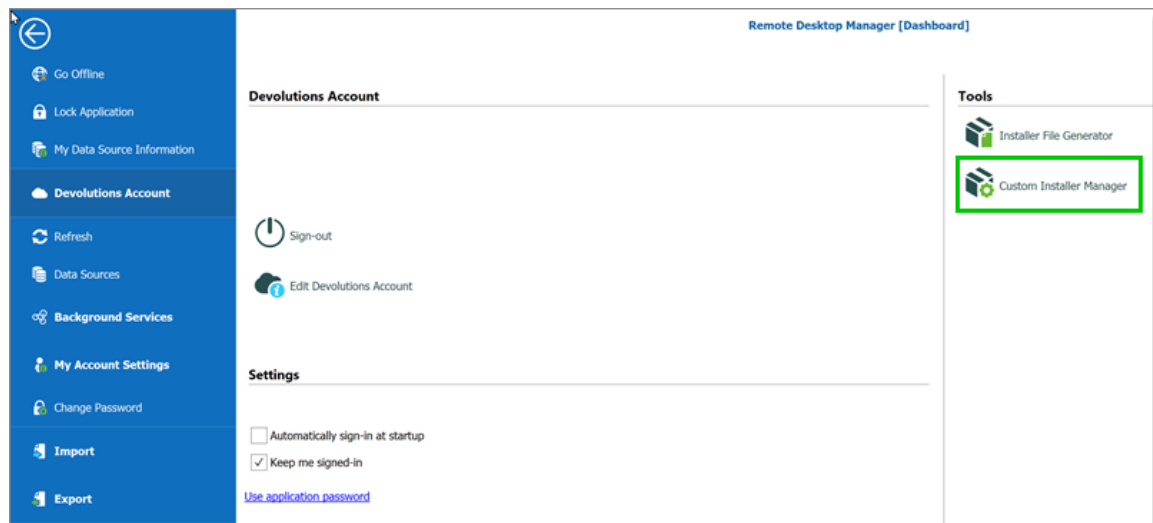 Remote Desktop Manager [Dashboard]
Go Offline
Lock Application
My Data Source Information
Devolutions Account
Refresh
Data Sources
Background Services
My Account Settings
Change Password
Import
Export
Devolutions Account
Sign-out
Edit Devolutions Account
Settings
Automatically sign-in at startup
Keep me signed-in
Use application password
Tools
Installer File Generator
Custom Installer Manager